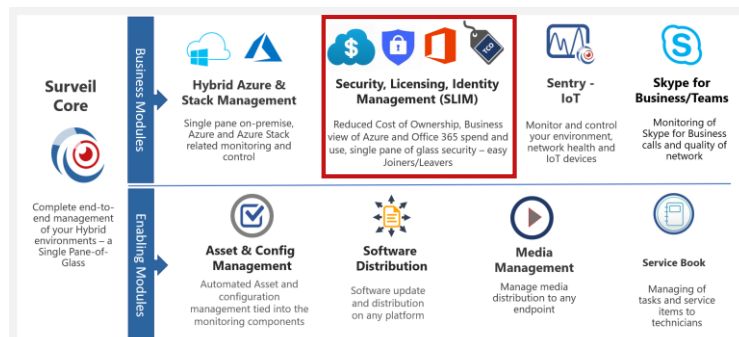 Surveil
Core
Complete end-to-
end management
of your Hybrid
environments – a
Single Pane-of-
Glass
Business Modules
Hybrid Azure &
Stack Management
Single pane on-premise,
Azure and Azure Stack
related monitoring and
control
TCO
Security, Licensing, Identity
Management (SLIM)
Reduced Cost of Ownership, Business
view of Azure and Office 365 spend and
use, single pane of glass security – easy
Joiners/Leavers
Sentry -
IoT
Monitor and control
your environment,
network health and
IoT devices
Skype for
Business/Teams
Monitoring of
Skype for Business
calls and quality of
network
Enabling Modules
Asset & Config
Management
Automated Asset and
configuration
management tied into the
monitoring components
Software
Distribution
Software update
and distribution
on any platform
Media
Management
Manage media
distribution to any
endpoint
Service Book
Managing of
tasks and service
items to
technicians